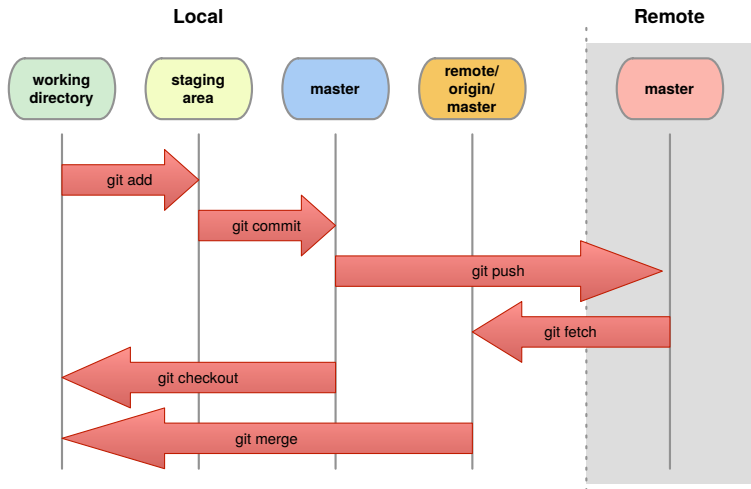 Local
Remote
working
directory
staging
area
master
remote/
origin/
master
master
git add
git commit
git push
git fetch
git checkout
git merge